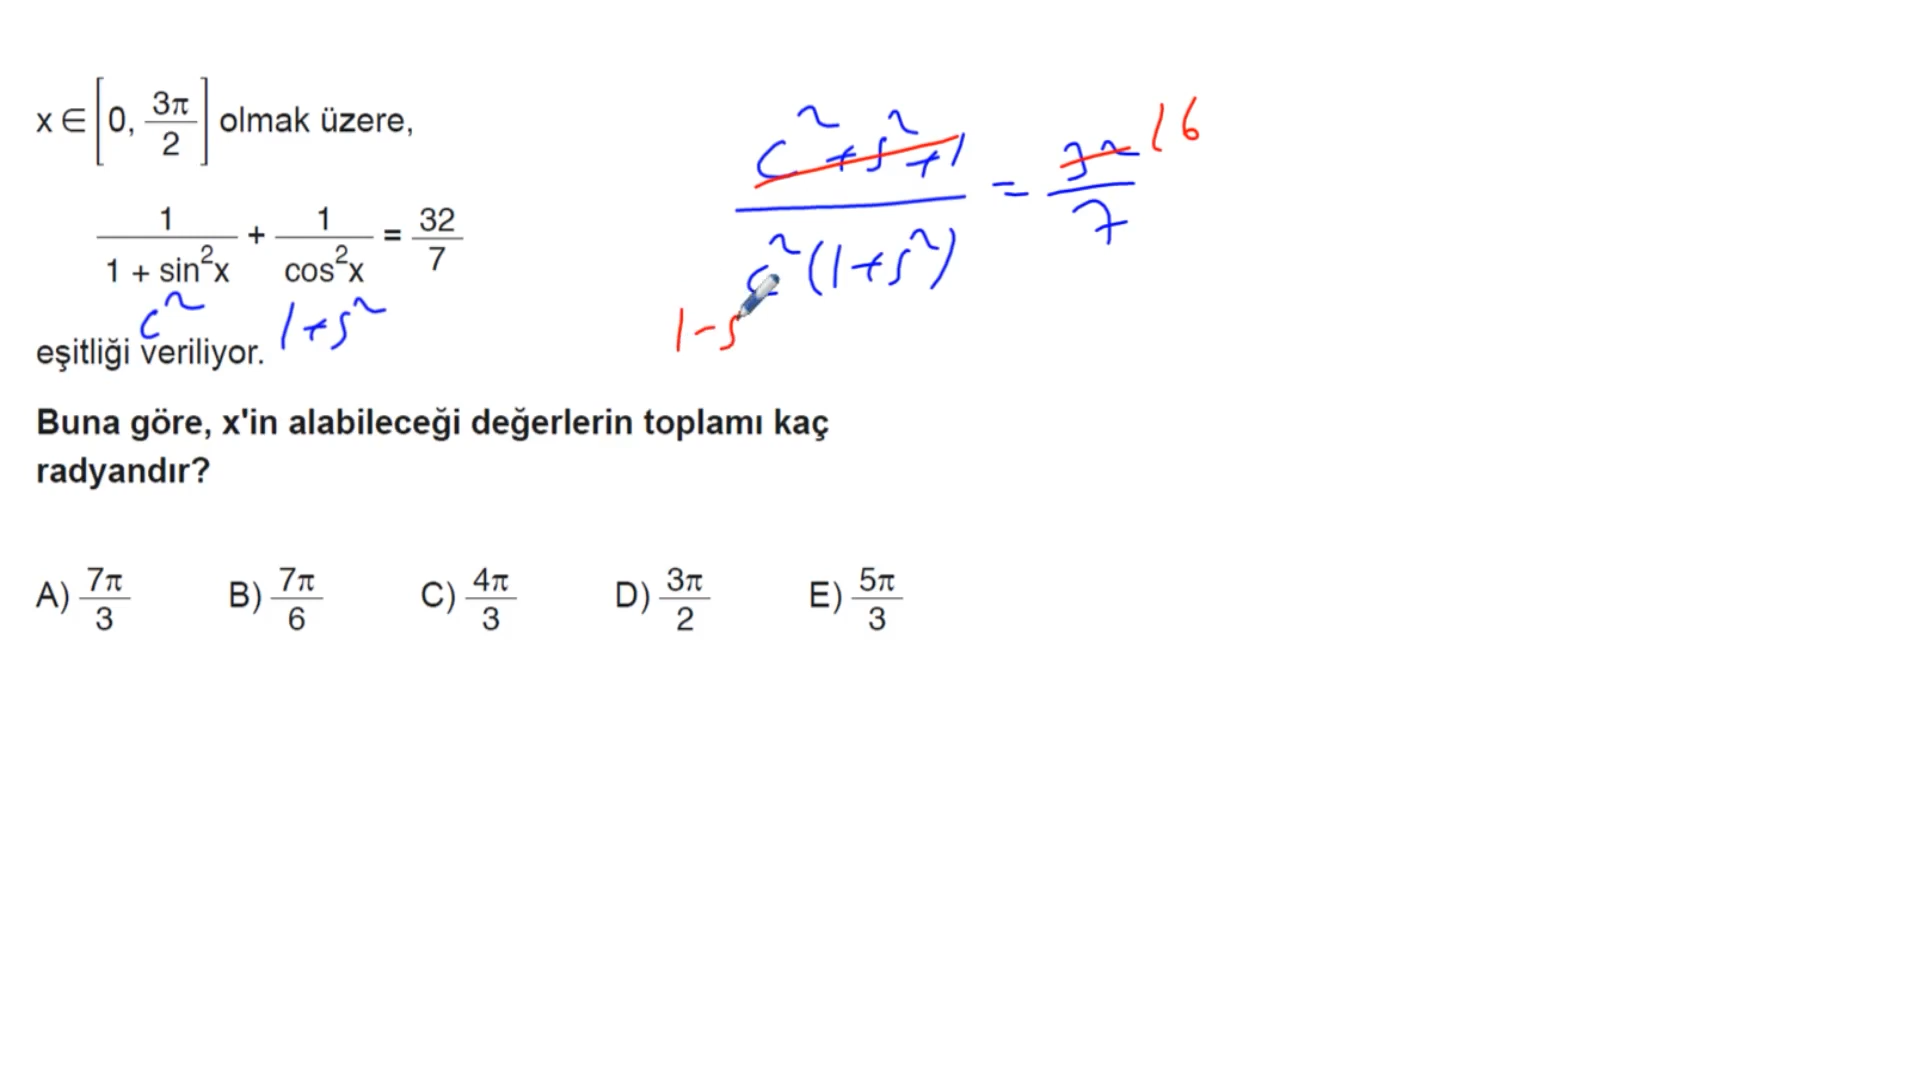 x ∈ [0, 3π/2] olmak üzere,
1/(1 + sin²x) + 1/cos²x = 32/7
c² 1+s²
eşitliği veriliyor.
(c²+s²+1)/(c²(1+s²)) = 32/7 16
1-s
Buna göre, x'in alabileceği değerlerin toplamı kaç
radyandır?
A) 7π/3 B) 7π/6 C) 4π/3 D) 3π/2 E) 5π/3